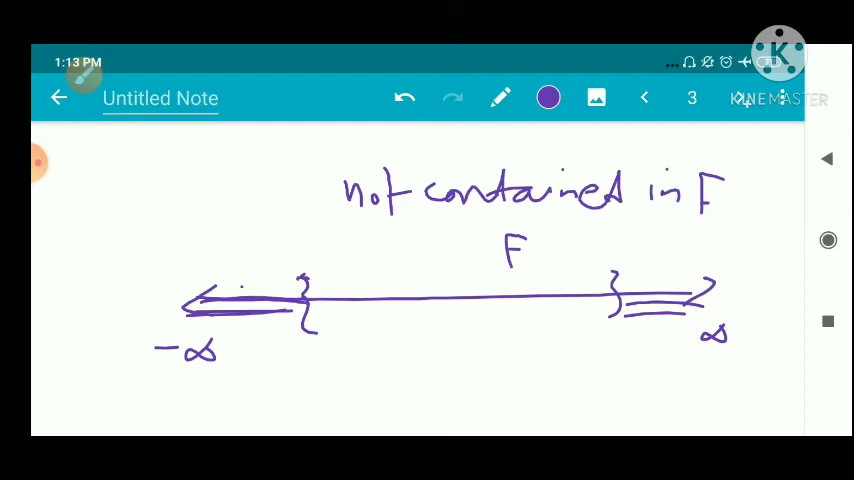 1:13 PM
K
Untitled Note
3
KINEMASTER
not contained in F
F
-∞
∞